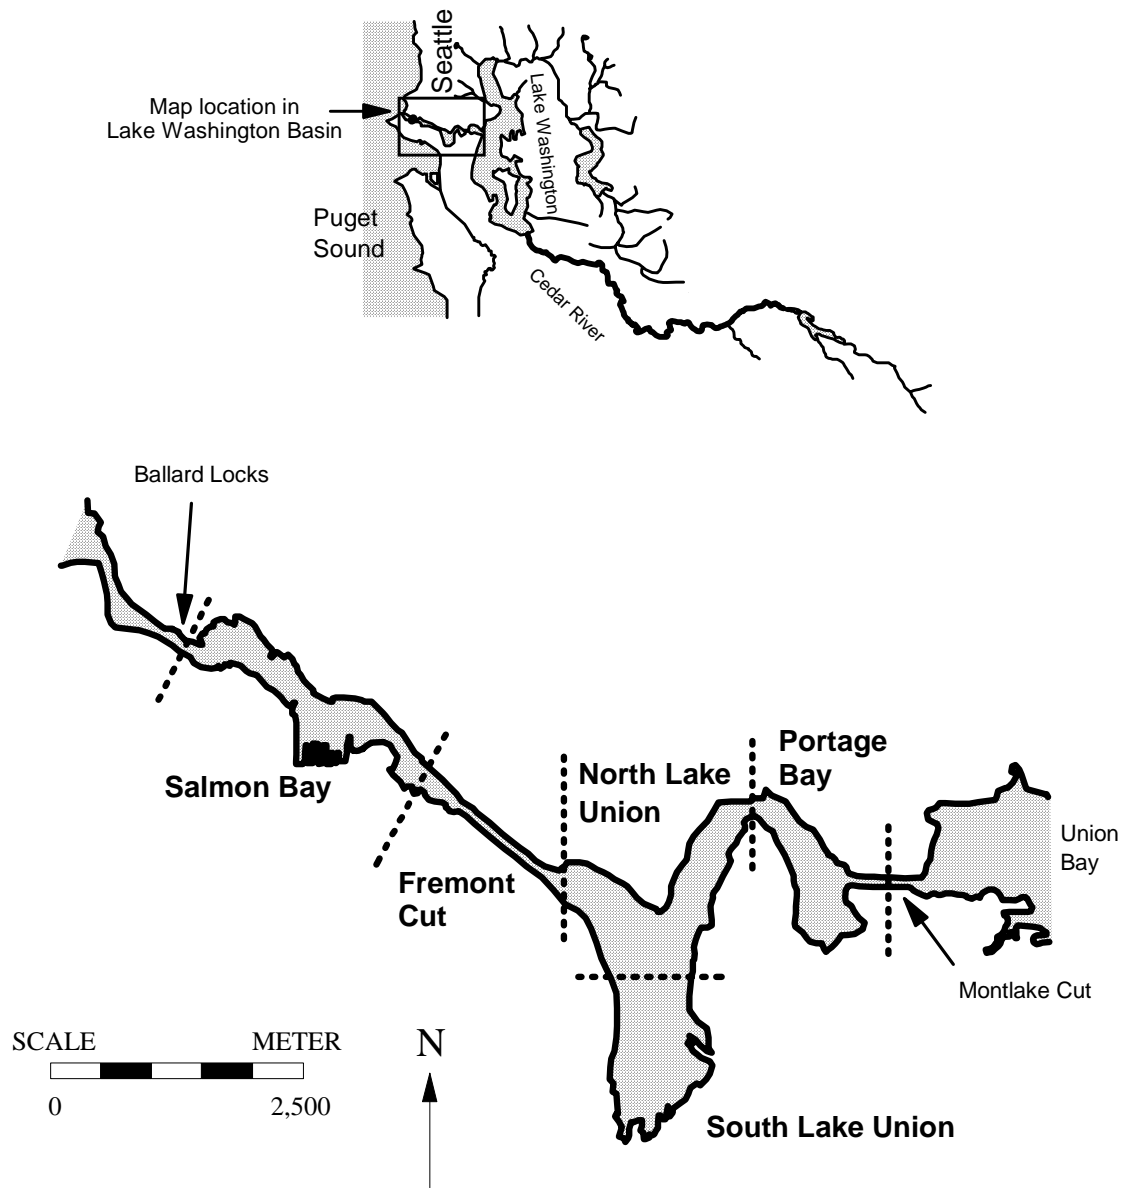 Seattle
Map location in
Lake Washington Basin
Lake Washington
Puget
Sound
Cedar River
Ballard Locks
Salmon Bay
Fremont
Cut
North Lake
Union
Portage
Bay
Union
Bay
Montlake Cut
SCALE METER
0 2,500
N
South Lake Union